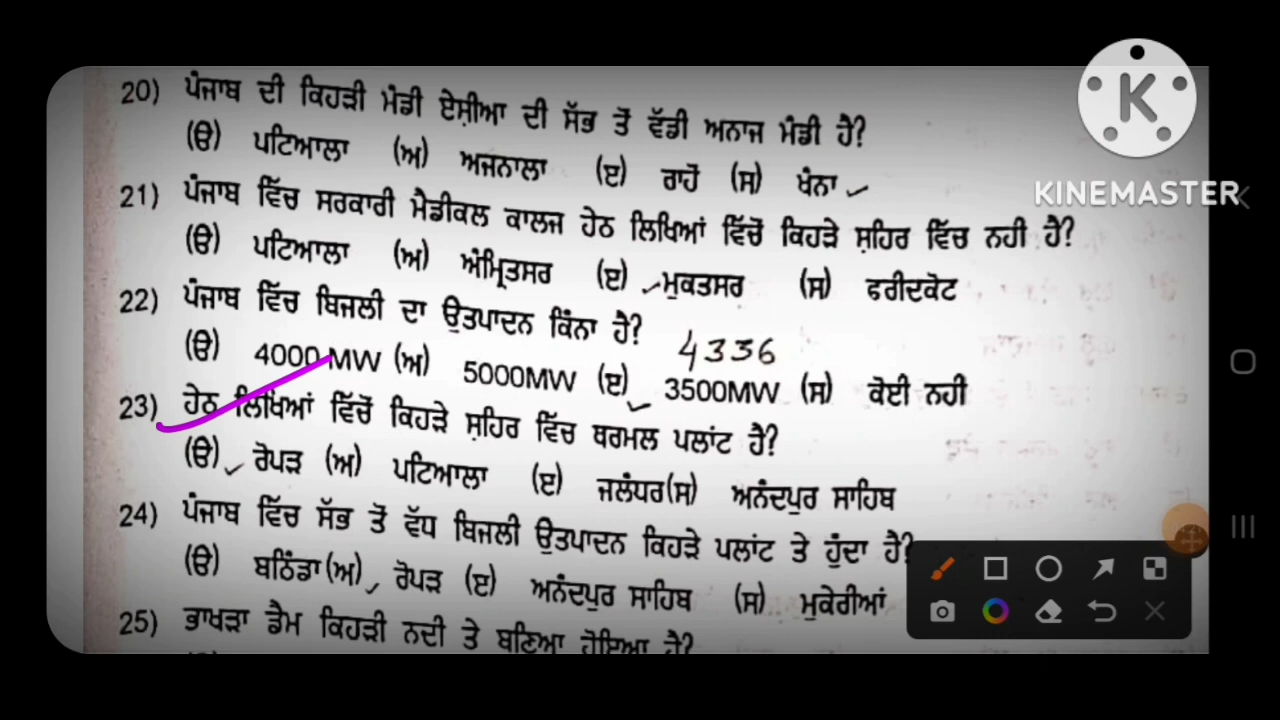 20) ਪੰਜਾਬ ਦੀ ਕਿਹੜੀ ਮੰਡੀ ਏਸ਼ੀਆ ਦੀ ਸੱਭ ਤੋਂ ਵੱਡੀ ਅਨਾਜ ਮੰਡੀ ਹੈ?
(ੳ) ਪਟਿਆਲਾ (ਅ) ਅਜਨਾਲਾ (ੲ) ਰਾਹੋਂ (ਸ) ਖੰਨਾ
KINEMASTER
21) ਪੰਜਾਬ ਵਿੱਚ ਸਰਕਾਰੀ ਮੈਡੀਕਲ ਕਾਲਜ ਹੇਠ ਲਿਖਿਆਂ ਵਿੱਚੋਂ ਕਿਹੜੇ ਸ਼ਹਿਰ ਵਿੱਚ ਨਹੀ ਹੈ?
(ੳ) ਪਟਿਆਲਾ (ਅ) ਅੰਮ੍ਰਿਤਸਰ (ੲ) ਮੁਕਤਸਰ (ਸ) ਫਰੀਦਕੋਟ
22) ਪੰਜਾਬ ਵਿੱਚ ਬਿਜਲੀ ਦਾ ਉਤਪਾਦਨ ਕਿੰਨਾ ਹੈ? 4336
(ੳ) 4000 MW (ਅ) 5000MW (ੲ) 3500MW (ਸ) ਕੋਈ ਨਹੀ
23) ਹੇਠ ਲਿਖਿਆਂ ਵਿੱਚੋਂ ਕਿਹੜੇ ਸ਼ਹਿਰ ਵਿੱਚ ਥਰਮਲ ਪਲਾਂਟ ਹੈ?
(ੳ) ਰੋਪੜ (ਅ) ਪਟਿਆਲਾ (ੲ) ਜਲੰਧਰ(ਸ) ਅਨੰਦਪੁਰ ਸਾਹਿਬ
24) ਪੰਜਾਬ ਵਿੱਚ ਸੱਭ ਤੋਂ ਵੱਧ ਬਿਜਲੀ ਉਤਪਾਦਨ ਕਿਹੜੇ ਪਲਾਂਟ ਤੇ ਹੁੰਦਾ ਹੈ?
(ੳ) ਬਠਿੰਡਾ (ਅ) ਰੋਪੜ (ੲ) ਅਨੰਦਪੁਰ ਸਾਹਿਬ (ਸ) ਮੁਕੇਰੀਆਂ
25) ਭਾਖੜਾ ਡੈਮ ਕਿਹੜੀ ਨਦੀ ਤੇ ਬਣਿਆ ਹੋਇਆ ਹੈ?